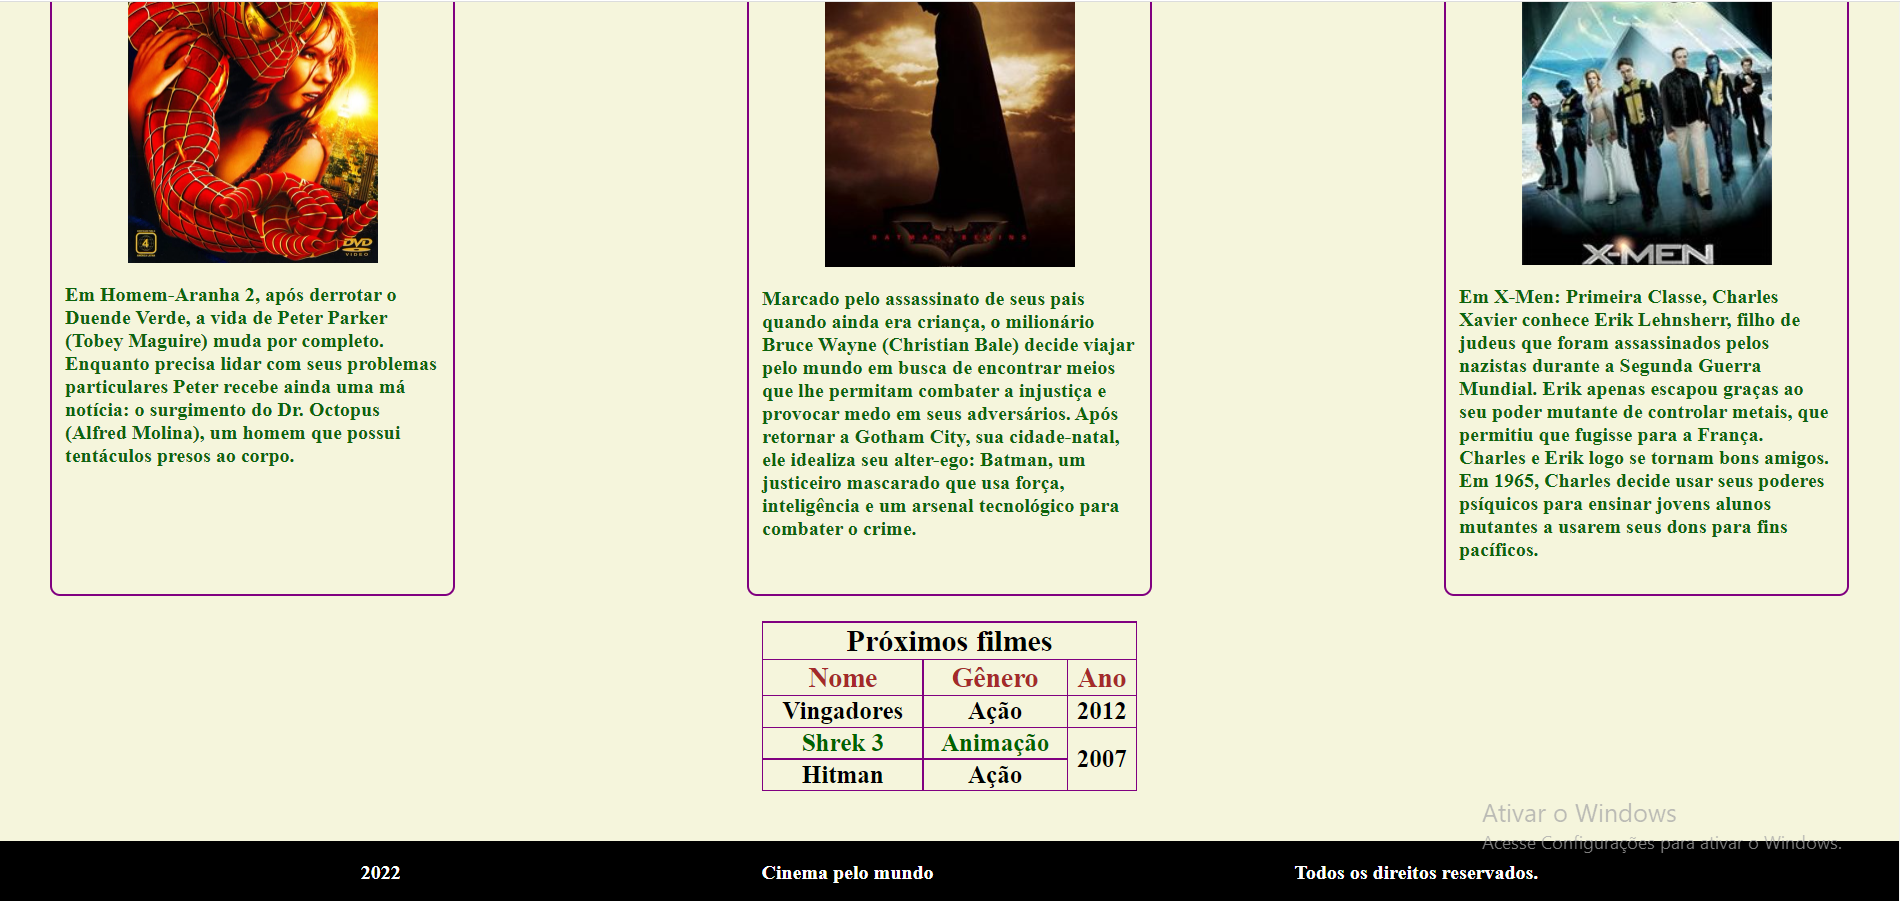 4
DVD
VIDEO
Em Homem-Aranha 2, após derrotar o
Duende Verde, a vida de Peter Parker
(Tobey Maguire) muda por completo.
Enquanto precisa lidar com seus problemas
particulares Peter recebe ainda uma má
notícia: o surgimento do Dr. Octopus
(Alfred Molina), um homem que possui
tentáculos presos ao corpo.
BATMAN BEGINS
Marcado pelo assassinato de seus pais
quando ainda era criança, o milionário
Bruce Wayne (Christian Bale) decide viajar
pelo mundo em busca de encontrar meios
que lhe permitam combater a injustiça e
provocar medo em seus adversários. Após
retornar a Gotham City, sua cidade-natal,
ele idealiza seu alter-ego: Batman, um
justiceiro mascarado que usa força,
inteligência e um arsenal tecnológico para
combater o crime.
X-MEN
Em X-Men: Primeira Classe, Charles
Xavier conhece Erik Lehnsherr, filho de
judeus que foram assassinados pelos
nazistas durante a Segunda Guerra
Mundial. Erik apenas escapou graças ao
seu poder mutante de controlar metais, que
permitiu que fugisse para a França.
Charles e Erik logo se tornam bons amigos.
Em 1965, Charles decide usar seus poderes
psíquicos para ensinar jovens alunos
mutantes a usarem seus dons para fins
pacíficos.
Próximos filmes
Nome Gênero Ano
Vingadores Ação 2012
Shrek 3 Animação 2007
Hitman Ação
Ativar o Windows
Acesse Configurações para ativar o Windows.
2022 Cinema pelo mundo Todos os direitos reservados.